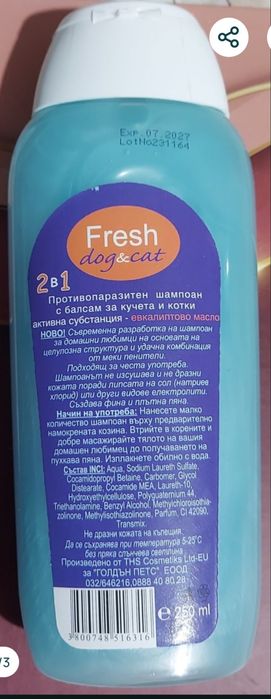 Exp.07.2027
LotNo231164
Fresh
dog&cat
2 в 1
Противопаразитен шампоан
с балсам за кучета и котки
активна субстанция - евкалиптово масло
НОВО! Съвременна разработка на шампоан
за домашни любимци на основата на
целулозна структура и удачна комбинация
от меки пенители.
Подходящ за честа употреба.
Шампоанът не изсушава и не дразни
кожата поради липсата на сол (натриев
хлорид) или други видове електролити.
Създава фина и плътна пяна.
Начин на употреба: Нанесете малко
количество шампоан върху предварително
намокрената козина. Втрийте в корените и
добре масажирайте тялото на вашия
домашен любимец до получаването на
пухкава пяна. Изплакнете обилно с вода.
Състав INCI: Aqua, Sodium Laureth Sulfate,
Cocamidopropyl Betaine, Carbomer, Glycol
Distearate, Cocamide MEA, Laureth-10,
Hydroxyethylcellulose, Polyquaternium 44,
Triethanolamine, Benzyl Alcohol, Methylchloroisothia-
zolinone, Methylisothiazolinone, Parfum, CI 42090,
Transmix.
Не дразни кожата на къпещия.
Да се съхранява при температура 5-25°C
без пряка слънчева светлина
Произведено от THS Cosmetiks Ltd-EU
за "ГОЛДЪН ПЕТС" ЕООД
032/646216,0888 40 80 28
e 250 ml
3800748516316
/3